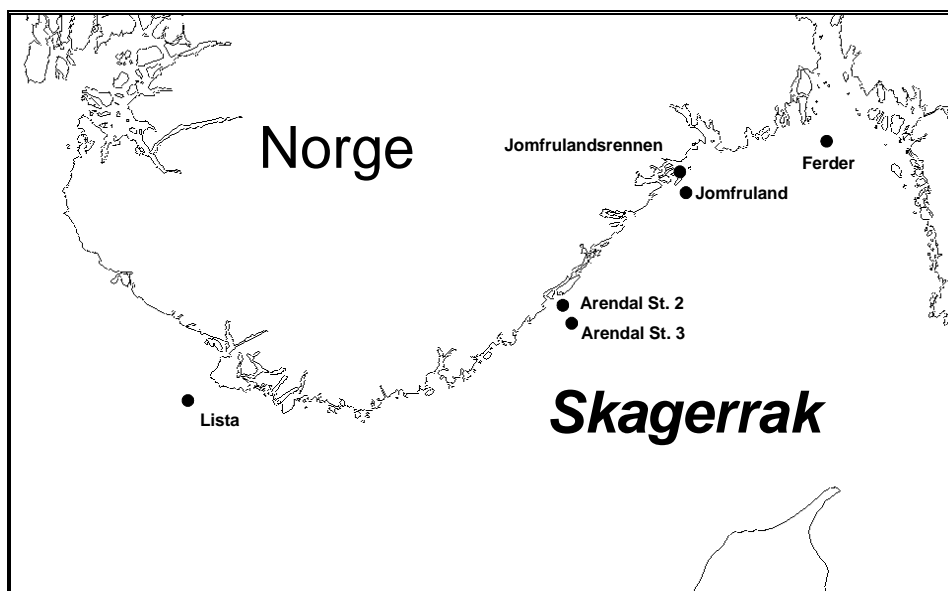 Norge
Jomfrulandsrennen
Ferder
Jomfruland
Arendal St. 2
Arendal St. 3
Skagerrak
Lista